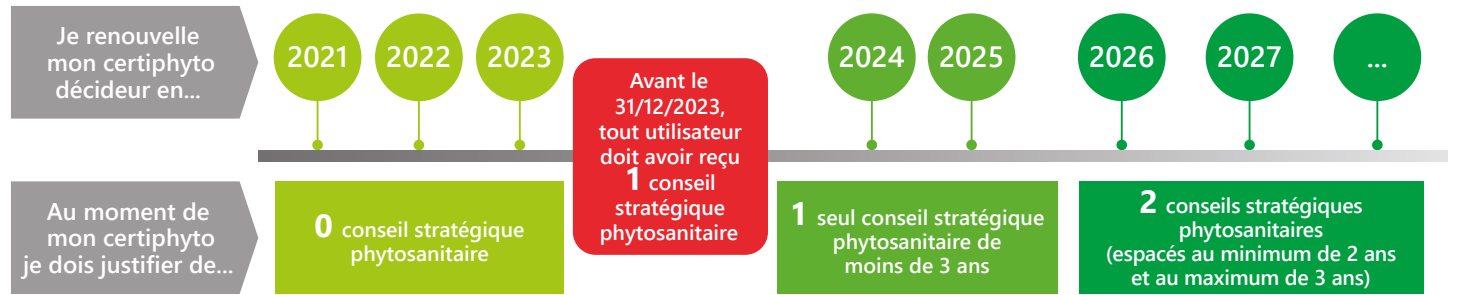 Je renouvelle
mon certiphyto
décideur en...
2021
2022
2023
Avant le
31/12/2023,
tout utilisateur
doit avoir reçu
1 conseil
stratégique
phytosanitaire
2024
2025
2026
2027
...
Au moment de
mon certiphyto
je dois justifier de...
0 conseil stratégique
phytosanitaire
1 seul conseil stratégique
phytosanitaire de
moins de 3 ans
2 conseils stratégiques
phytosanitaires
(espacés au minimum de 2 ans
et au maximum de 3 ans)